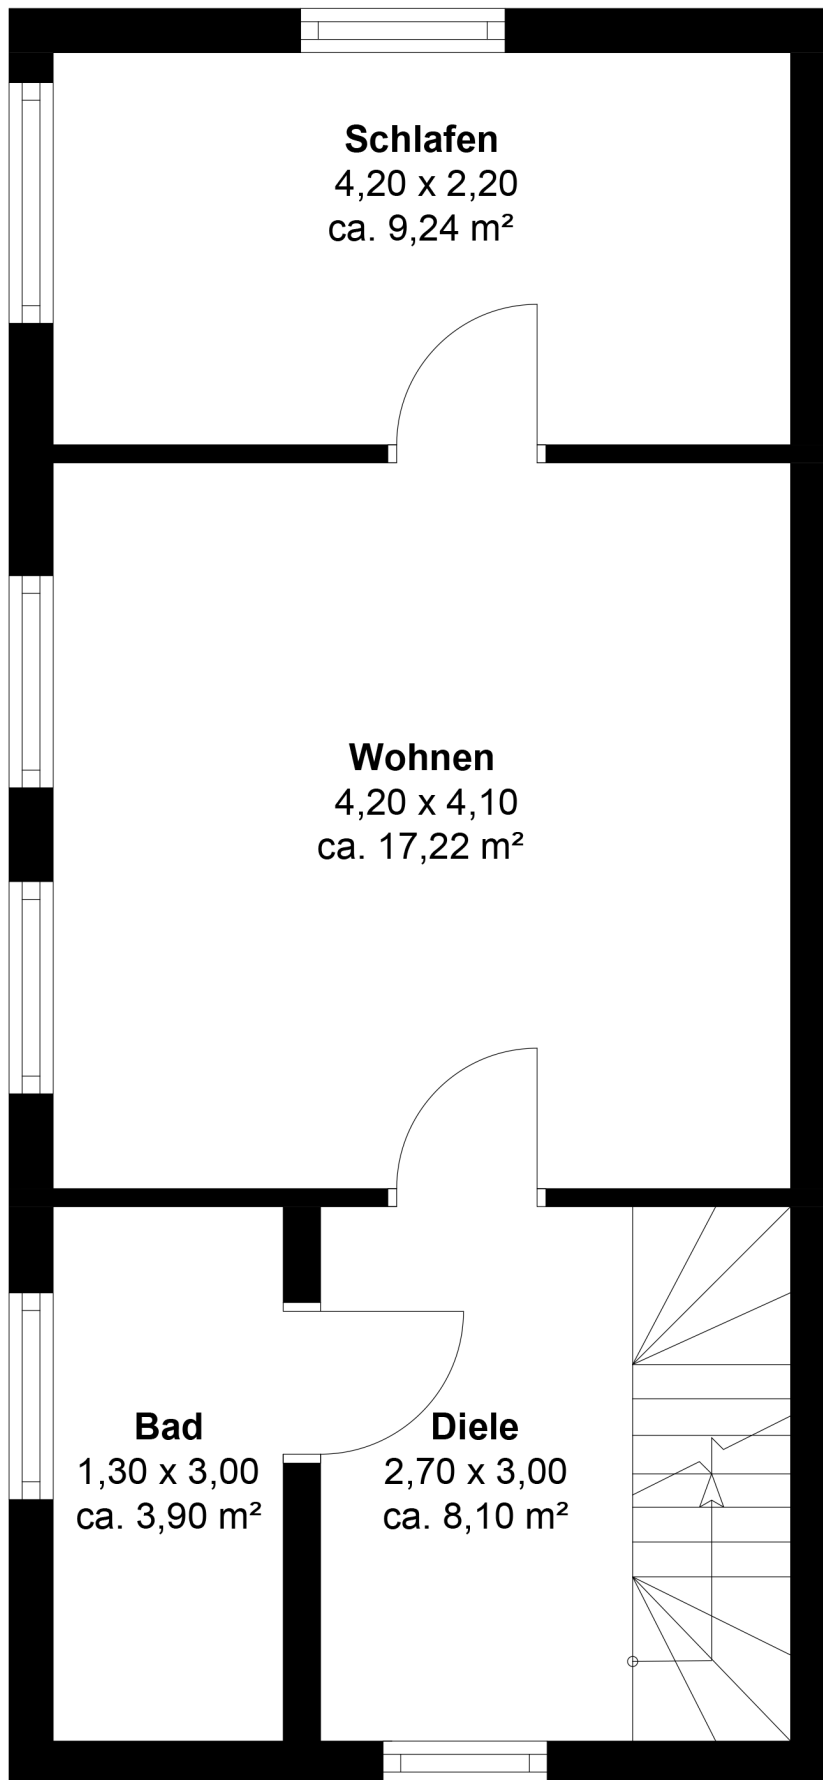 Schlafen
4,20 x 2,20
ca. 9,24 m²
Wohnen
4,20 x 4,10
ca. 17,22 m²
Bad
1,30 x 3,00
ca. 3,90 m²
Diele
2,70 x 3,00
ca. 8,10 m²